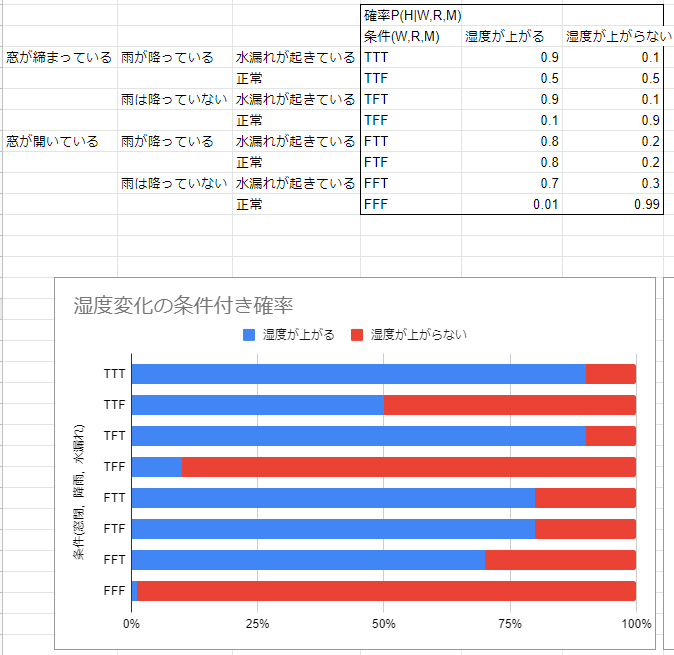 確率P(H|W,R,M)
条件(W,R,M) 湿度が上がる 湿度が上がらない
窓が締まっている 雨が降っている 水漏れが起きている TTT 0.9 0.1
正常 TTF 0.5 0.5
雨は降っていない 水漏れが起きている TFT 0.9 0.1
正常 TFF 0.1 0.9
窓が開いている 雨が降っている 水漏れが起きている FTT 0.8 0.2
正常 FTF 0.8 0.2
雨は降っていない 水漏れが起きている FFT 0.7 0.3
正常 FFF 0.01 0.99
湿度変化の条件付き確率
湿度が上がる 湿度が上がらない
条件(窓閉, 降雨, 水漏れ)
TTT
TTF
TFT
TFF
FTT
FTF
FFT
FFF
0% 25% 50% 75% 100%